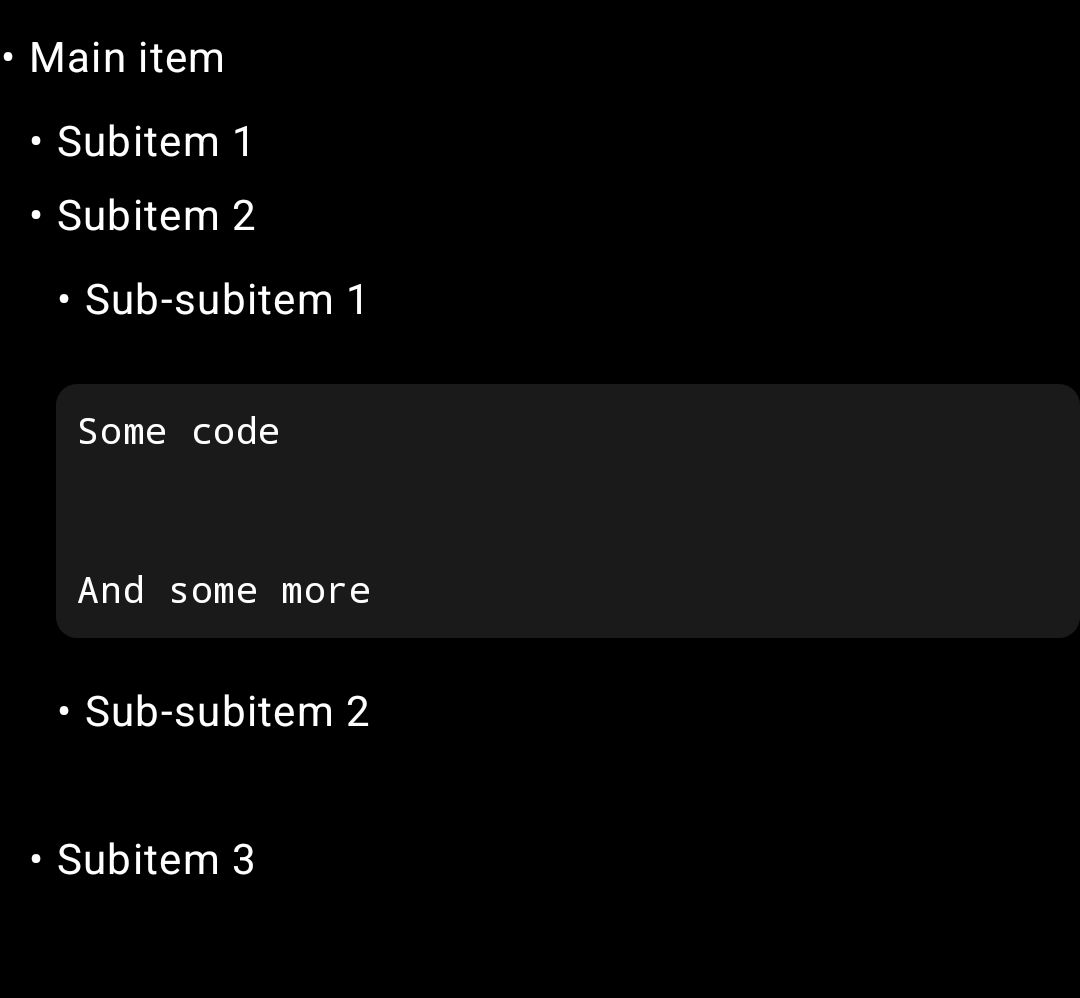 • Main item
• Subitem 1
• Subitem 2
• Sub-subitem 1
Some code
And some more
• Sub-subitem 2
• Subitem 3